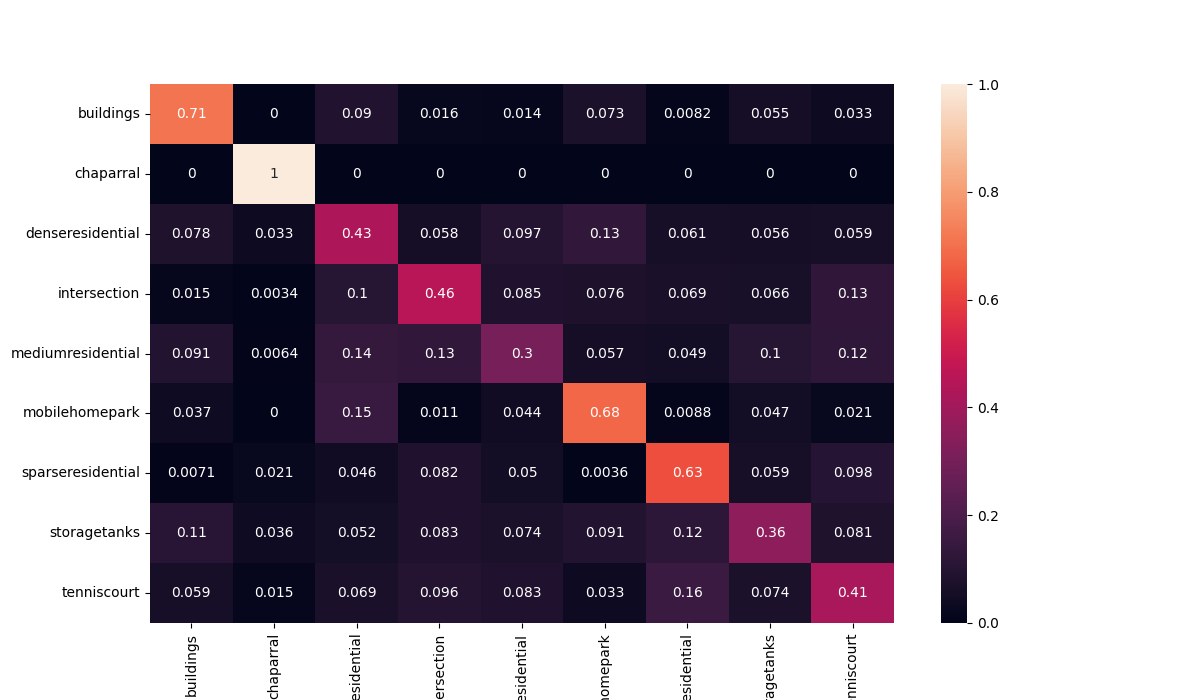 buildings 0.71 0 0.09 0.016 0.014 0.073 0.0082 0.055 0.033
chaparral 0 1 0 0 0 0 0 0 0
denseresidential 0.078 0.033 0.43 0.058 0.097 0.13 0.061 0.056 0.059
intersection 0.015 0.0034 0.1 0.46 0.085 0.076 0.069 0.066 0.13
mediumresidential 0.091 0.0064 0.14 0.13 0.3 0.057 0.049 0.1 0.12
mobilehomepark 0.037 0 0.15 0.011 0.044 0.68 0.0088 0.047 0.021
sparseresidential 0.0071 0.021 0.046 0.082 0.05 0.0036 0.63 0.059 0.098
storagetanks 0.11 0.036 0.052 0.083 0.074 0.091 0.12 0.36 0.081
tenniscourt 0.059 0.015 0.069 0.096 0.083 0.033 0.16 0.074 0.41
buildings
chaparral
esidential
ersection
esidential
omepark
esidential
agetanks
nniscourt
1.0
0.8
0.6
0.4
0.2
0.0